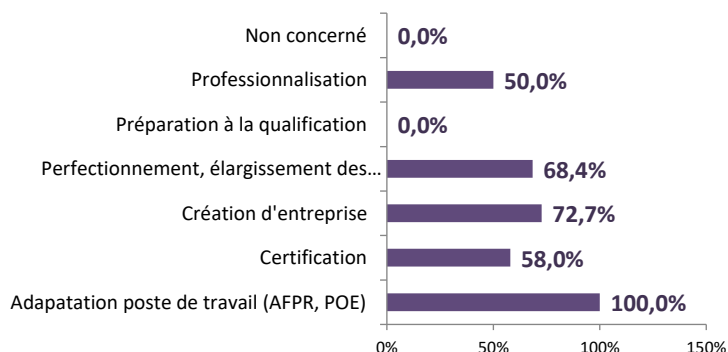 Non concerné 0,0%
Professionnalisation 50,0%
Préparation à la qualification 0,0%
Perfectionnement, élargissement des... 68,4%
Création d'entreprise 72,7%
Certification 58,0%
Adapatation poste de travail (AFPR, POE) 100,0%
0% 50% 100% 150%